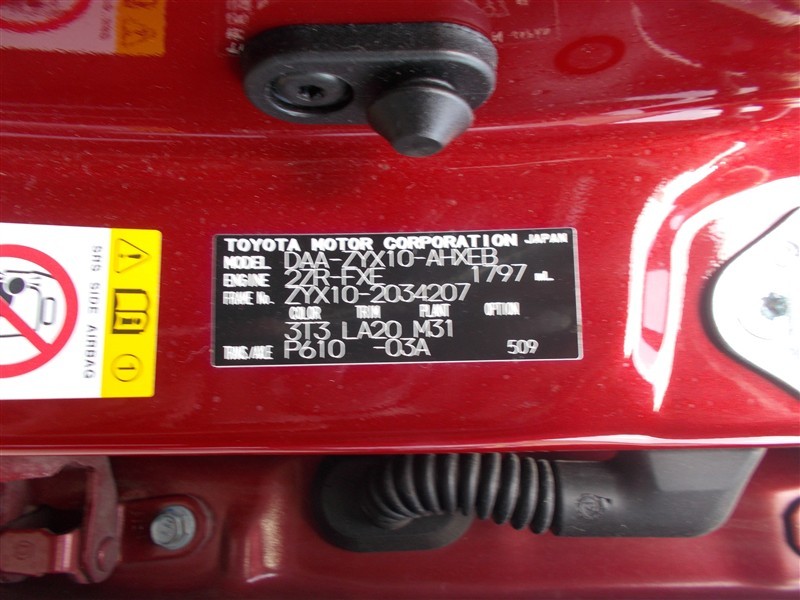 TOYOTA MOTOR CORPORATION JAPAN
MODEL DAA-ZYX10-AHXEB
ENGINE 2ZR-FXE 1797 mL
FRAME No. ZYX10-2034207
COLOR TRIM PLANT OPTION
3T3 LA20 M31
TRANS/AXLE P610 -03A 509
SRS SIDE AIRBAG
1